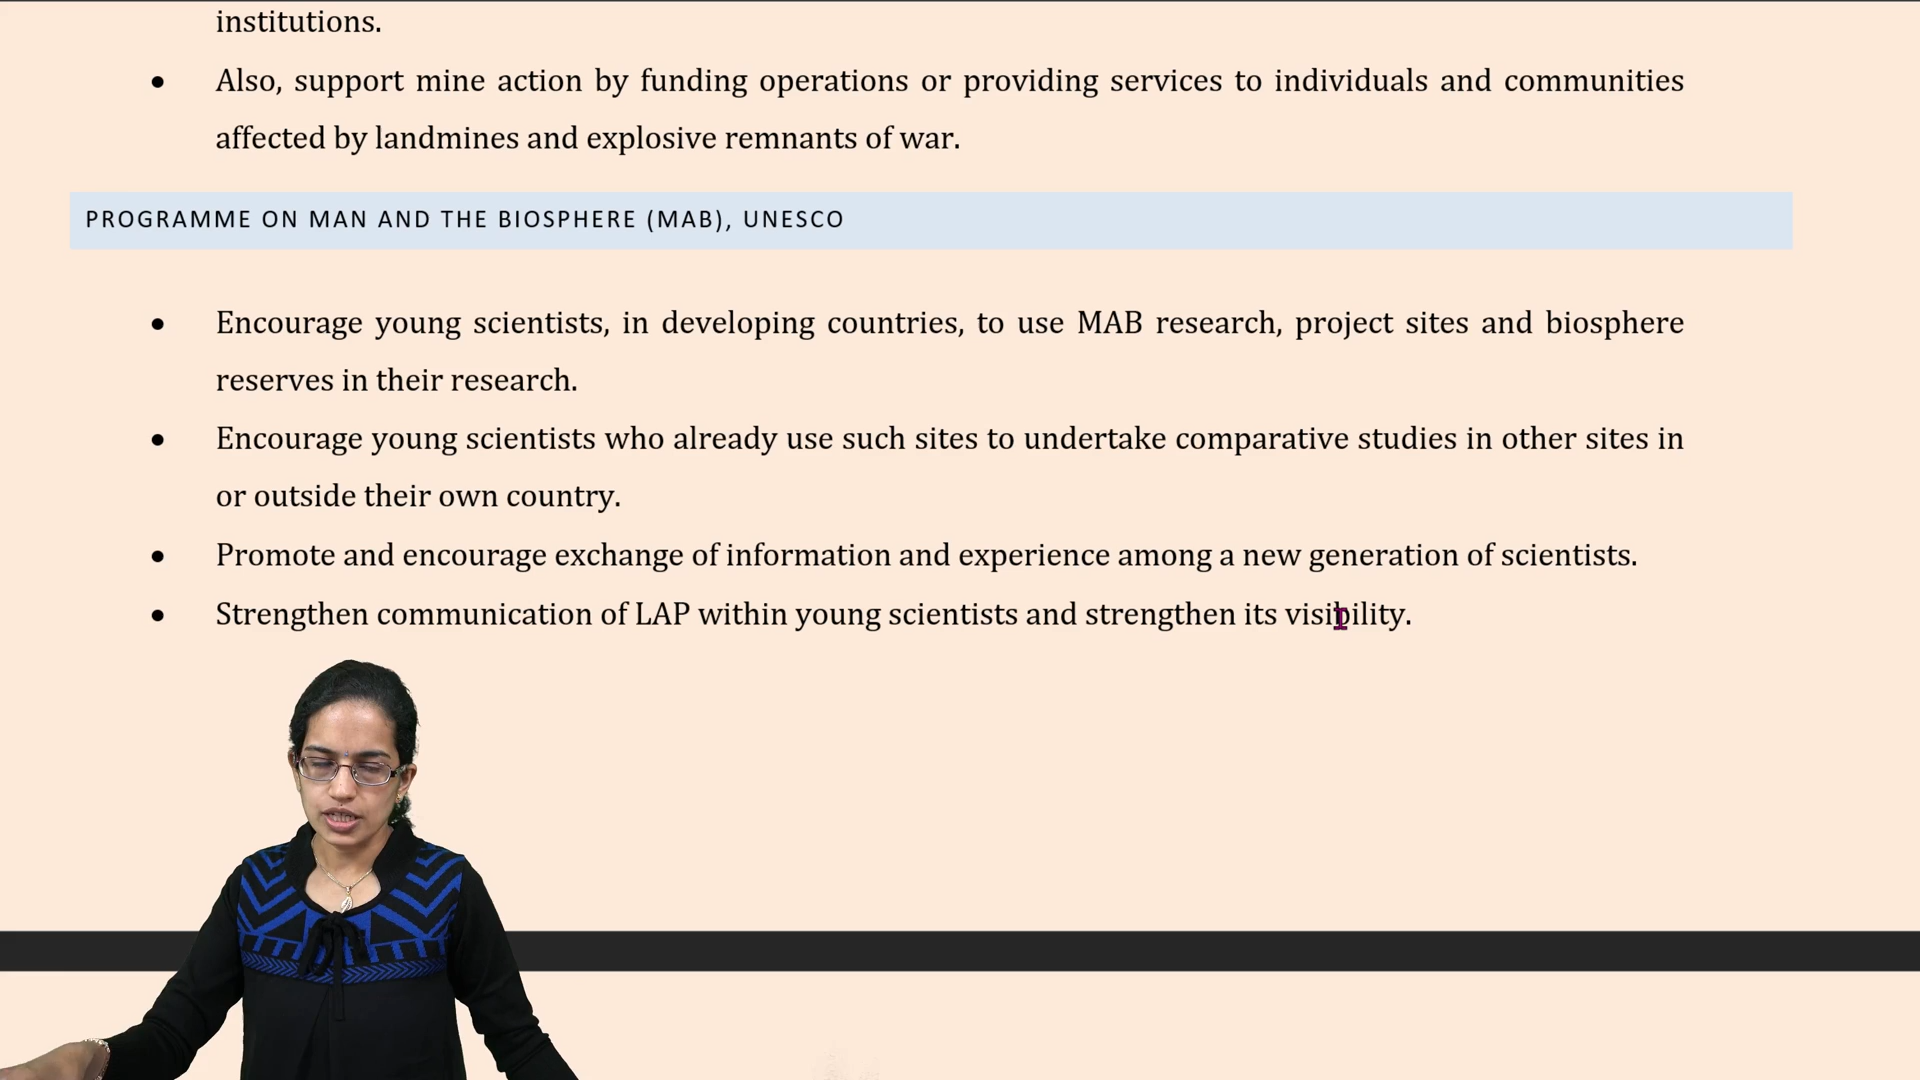 institutions.
• Also, support mine action by funding operations or providing services to individuals and communities
affected by landmines and explosive remnants of war.
PROGRAMME ON MAN AND THE BIOSPHERE (MAB), UNESCO
• Encourage young scientists, in developing countries, to use MAB research, project sites and biosphere
reserves in their research.
• Encourage young scientists who already use such sites to undertake comparative studies in other sites in
or outside their own country.
• Promote and encourage exchange of information and experience among a new generation of scientists.
• Strengthen communication of LAP within young scientists and strengthen its visibility.